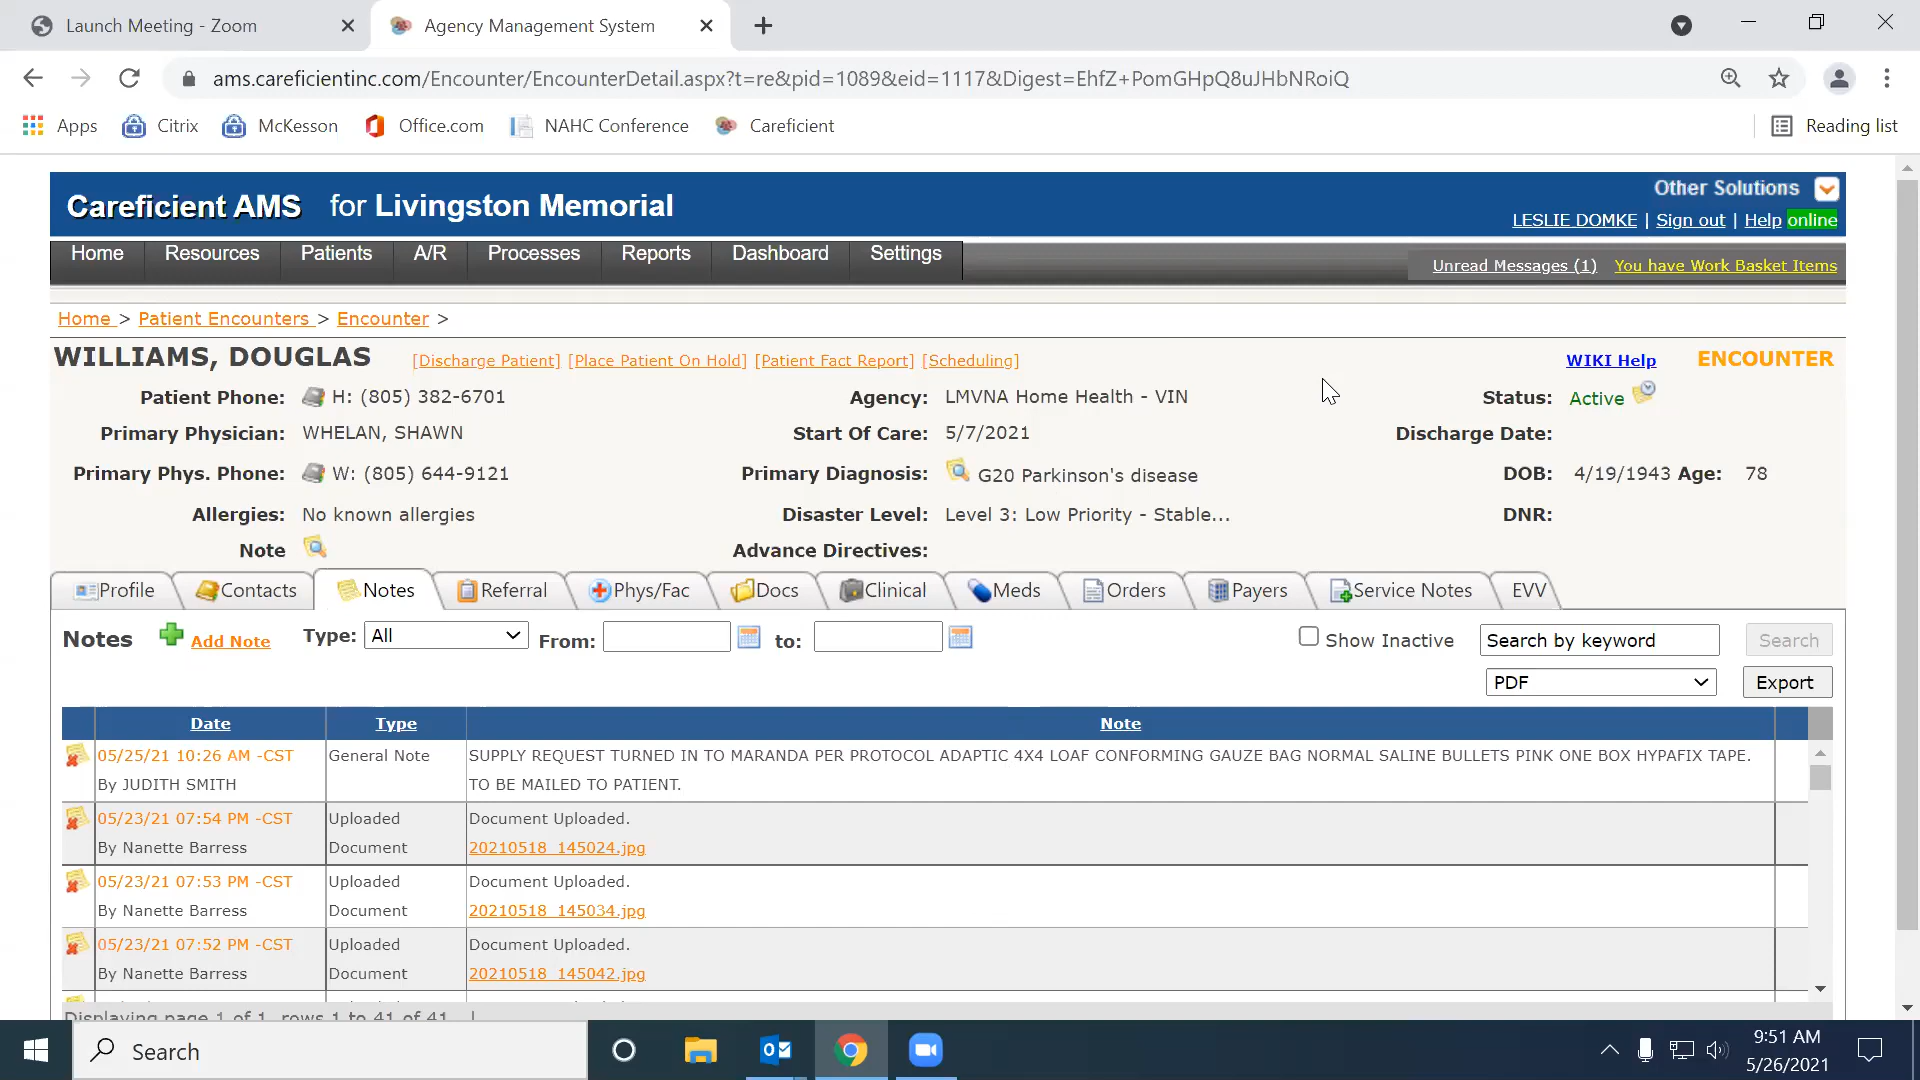 Launch Meeting - Zoom
Agency Management System
ams.careficientinc.com/Encounter/EncounterDetail.aspx?t=re&pid=1089&eid=1117&Digest=EhfZ+PomGHpQ8uJHbNRoiQ
Apps Citrix McKesson Office.com NAHC Conference Careficient Reading list
Careficient AMS for Livingston Memorial
Other Solutions
LESLIE DOMKE | Sign out | Help online
Home Resources Patients A/R Processes Reports Dashboard Settings
Unread Messages (1) You have Work Basket Items
Home > Patient Encounters > Encounter >
WILLIAMS, DOUGLAS [Discharge Patient] [Place Patient On Hold] [Patient Fact Report] [Scheduling] WIKI Help ENCOUNTER
Patient Phone: H: (805) 382-6701 Agency: LMVNA Home Health - VIN Status: Active
Primary Physician: WHELAN, SHAWN Start Of Care: 5/7/2021 Discharge Date:
Primary Phys. Phone: W: (805) 644-9121 Primary Diagnosis: G20 Parkinson's disease DOB: 4/19/1943 Age: 78
Allergies: No known allergies Disaster Level: Level 3: Low Priority - Stable... DNR:
Note Advance Directives:
Profile Contacts Notes Referral Phys/Fac Docs Clinical Meds Orders Payers Service Notes EVV
Notes Add Note Type: All From: to: Show Inactive Search by keyword Search
PDF Export
Date Type Note
05/25/21 10:26 AM -CST General Note SUPPLY REQUEST TURNED IN TO MARANDA PER PROTOCOL ADAPTIC 4X4 LOAF CONFORMING GAUZE BAG NORMAL SALINE BULLETS PINK ONE BOX HYPAFIX TAPE.
By JUDITH SMITH TO BE MAILED TO PATIENT.
05/23/21 07:54 PM -CST Uploaded Document Uploaded.
By Nanette Barress Document 20210518_145024.jpg
05/23/21 07:53 PM -CST Uploaded Document Uploaded.
By Nanette Barress Document 20210518_145034.jpg
05/23/21 07:52 PM -CST Uploaded Document Uploaded.
By Nanette Barress Document 20210518_145042.jpg
Displaying page 1 of 1, rows 1 to 41 of 41 |
Search
9:51 AM
5/26/2021